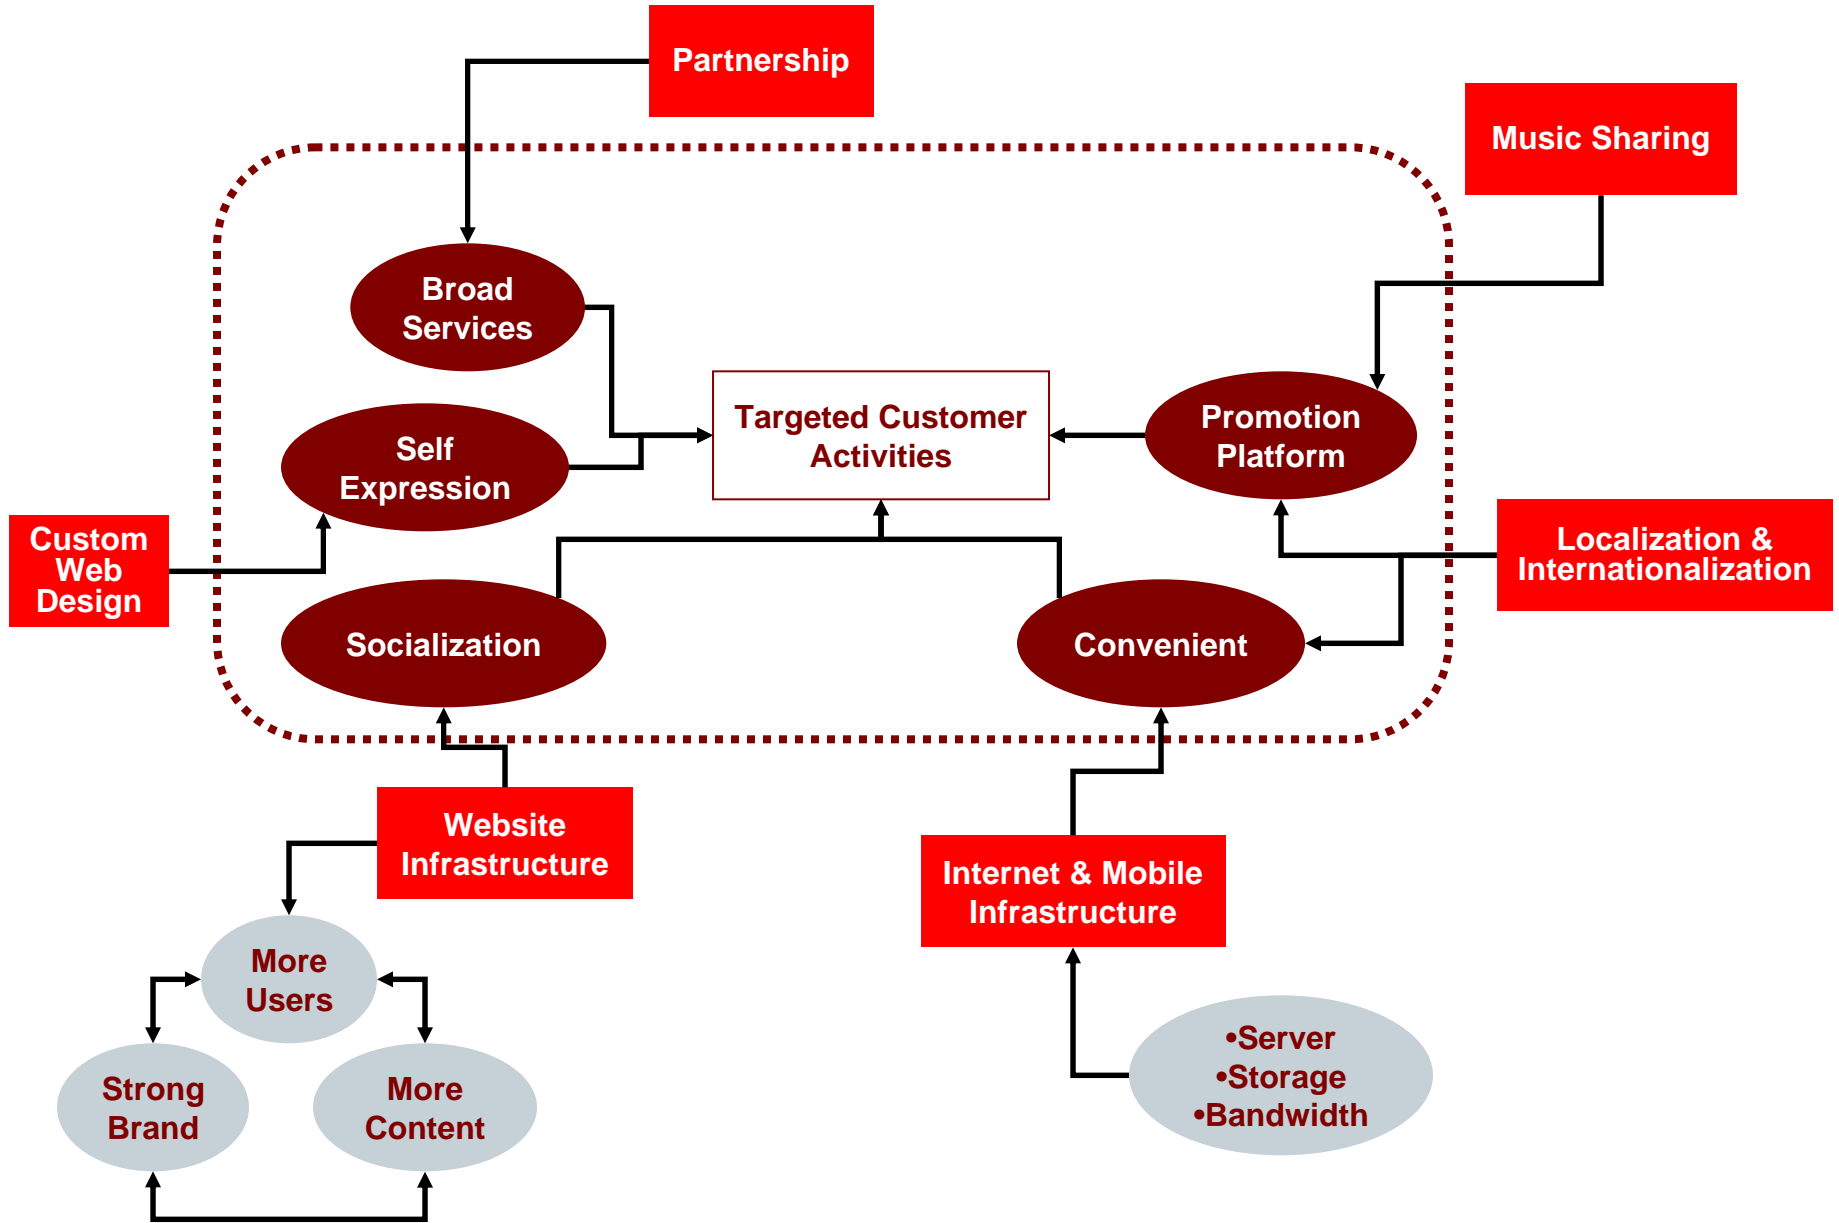 Partnership
Music Sharing
Broad
Services
Targeted Customer
Activities
Promotion
Platform
Self
Expression
Custom
Web
Design
Localization &
Internationalization
Socialization
Convenient
Website
Infrastructure
Internet & Mobile
Infrastructure
More
Users
Strong
Brand
More
Content
•Server
•Storage
•Bandwidth